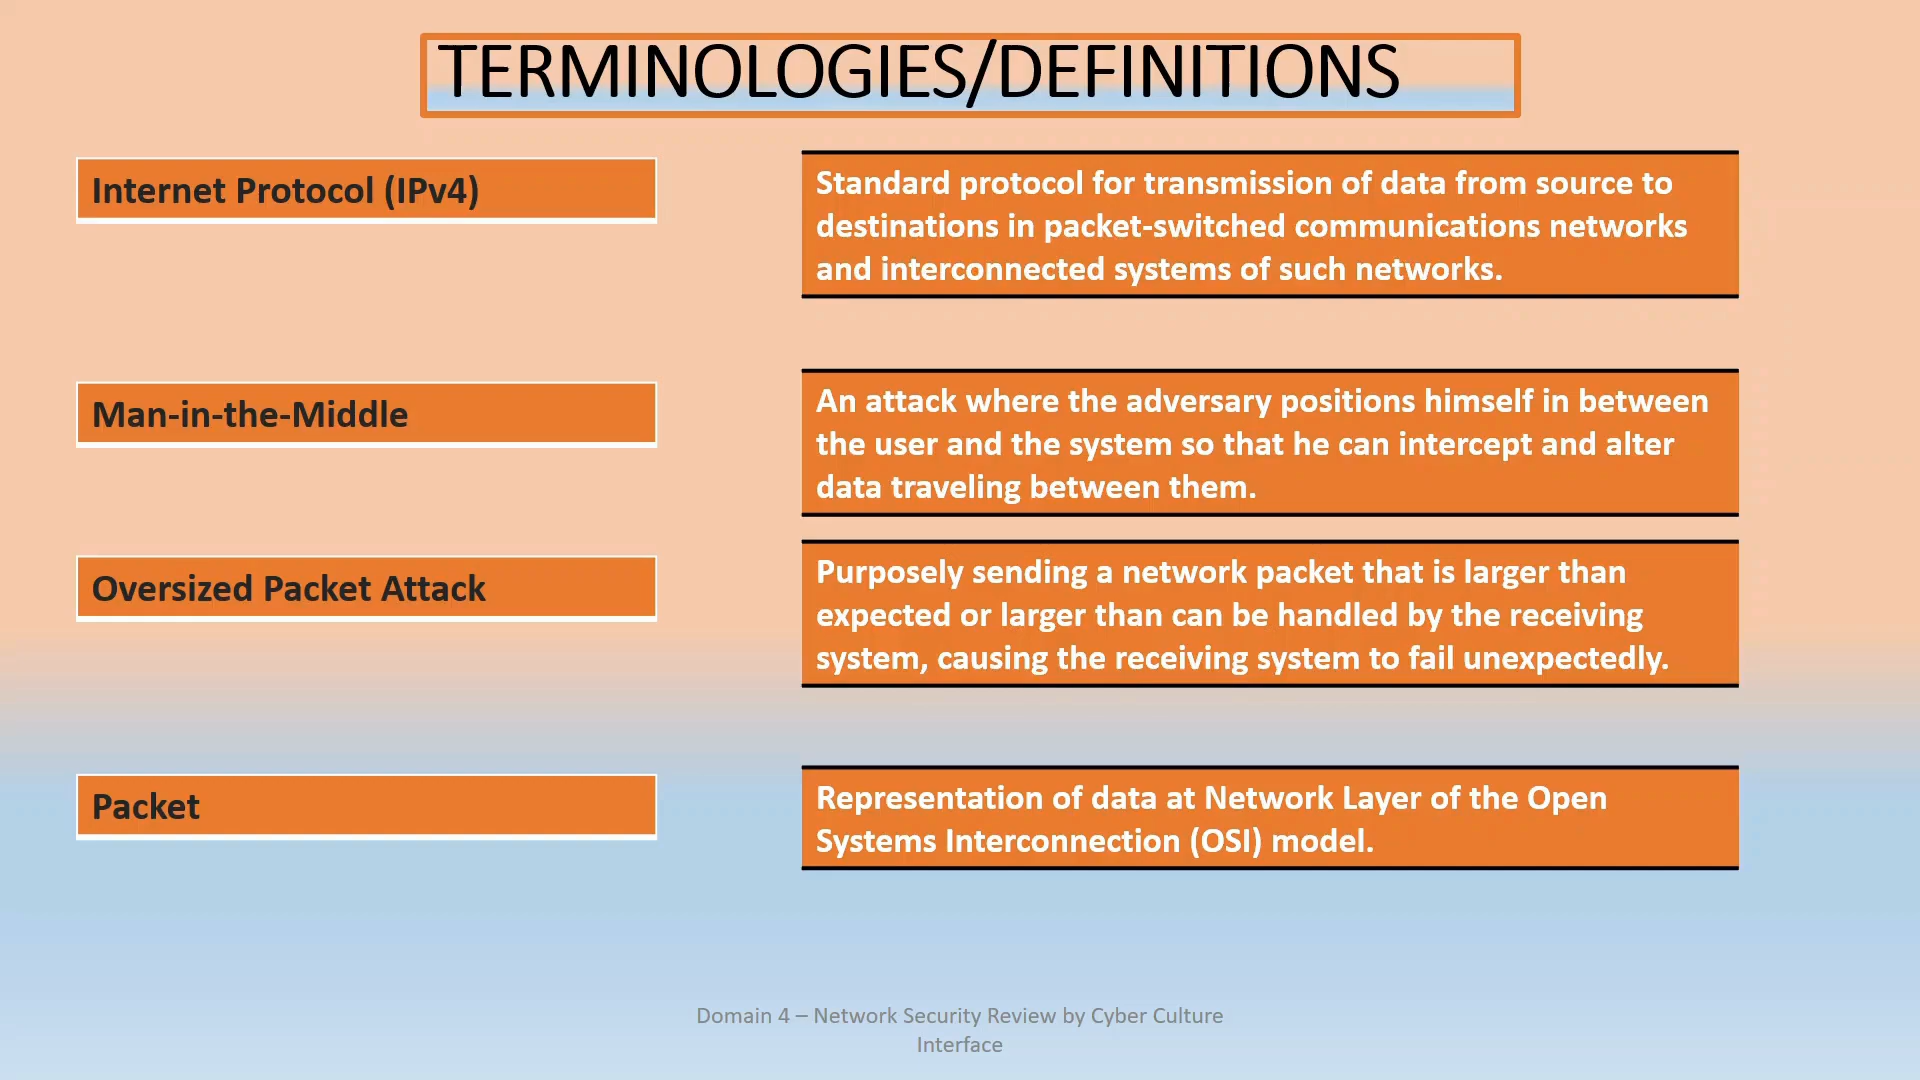 TERMINOLOGIES/DEFINITIONS
Internet Protocol (IPv4)
Standard protocol for transmission of data from source to
destinations in packet-switched communications networks
and interconnected systems of such networks.
Man-in-the-Middle
An attack where the adversary positions himself in between
the user and the system so that he can intercept and alter
data traveling between them.
Oversized Packet Attack
Purposely sending a network packet that is larger than
expected or larger than can be handled by the receiving
system, causing the receiving system to fail unexpectedly.
Packet
Representation of data at Network Layer of the Open
Systems Interconnection (OSI) model.
Domain 4 – Network Security Review by Cyber Culture
Interface